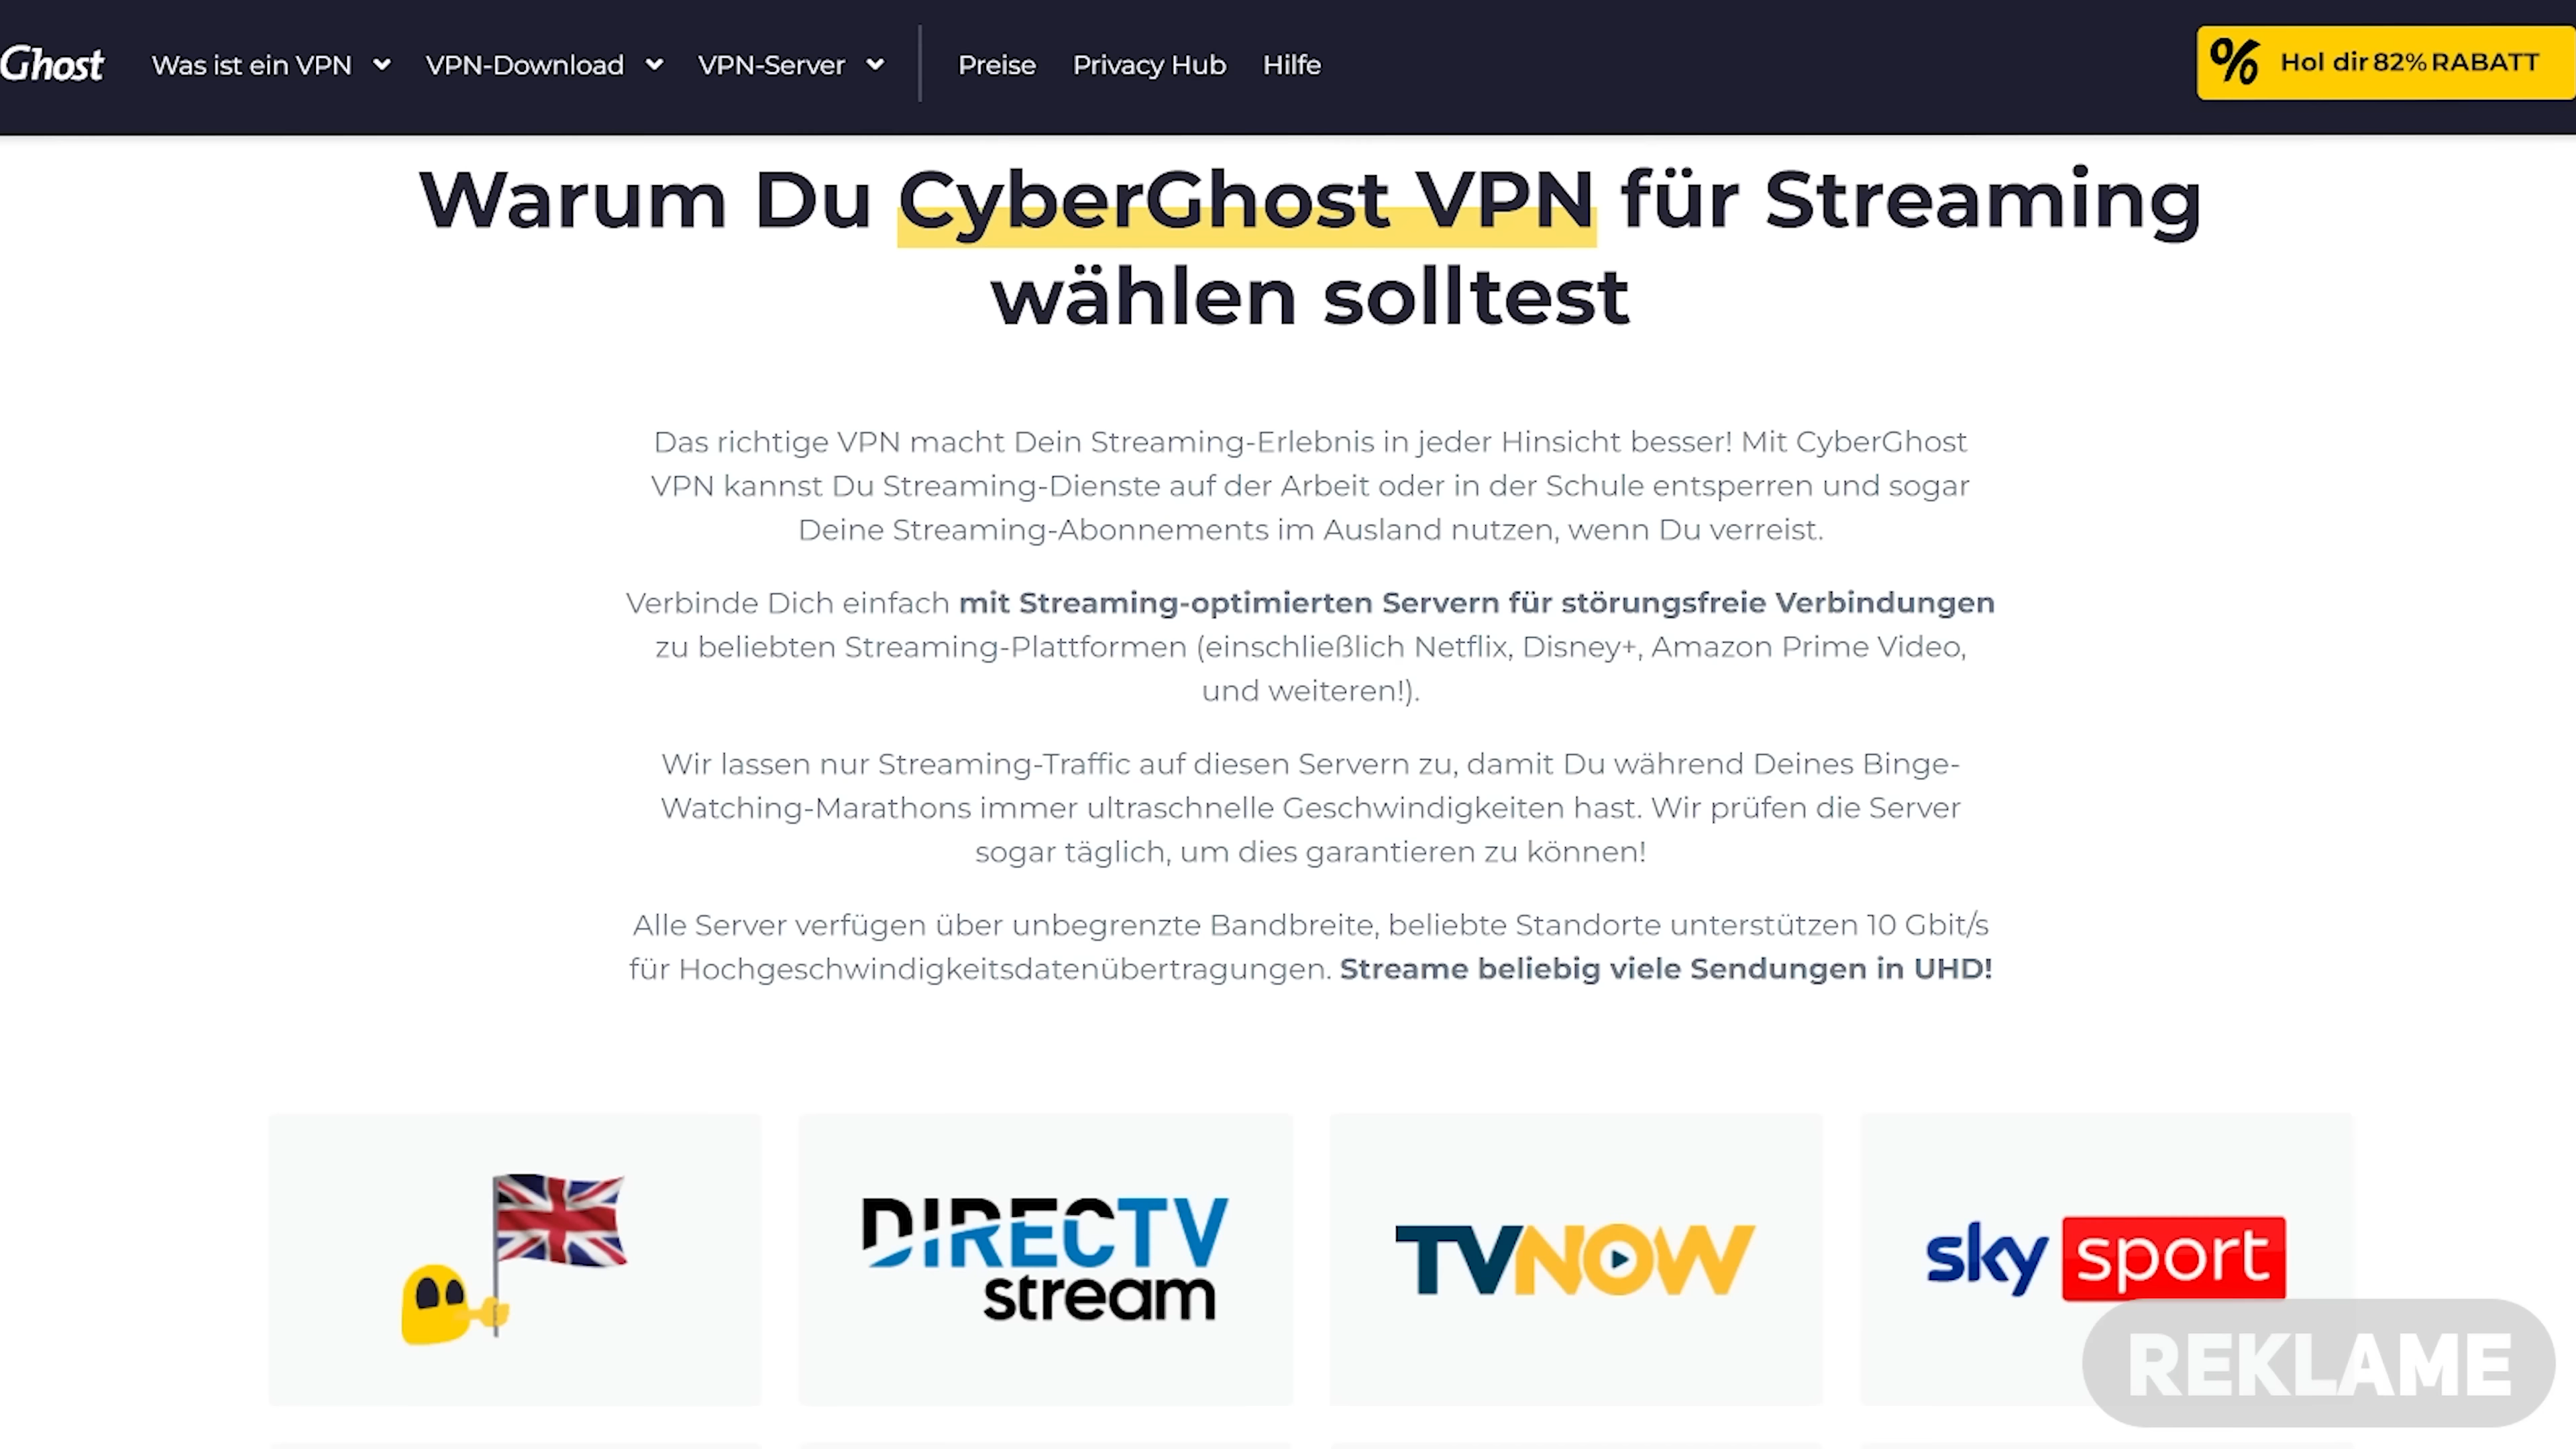 Ghost
Was ist ein VPN
VPN-Download
VPN-Server
Preise
Privacy Hub
Hilfe
% Hol dir 82% RABATT
Warum Du CyberGhost VPN für Streaming
wählen solltest
Das richtige VPN macht Dein Streaming-Erlebnis in jeder Hinsicht besser! Mit CyberGhost
VPN kannst Du Streaming-Dienste auf der Arbeit oder in der Schule entsperren und sogar
Deine Streaming-Abonnements im Ausland nutzen, wenn Du verreist.
Verbinde Dich einfach mit Streaming-optimierten Servern für störungsfreie Verbindungen
zu beliebten Streaming-Plattformen (einschließlich Netflix, Disney+, Amazon Prime Video,
und weiteren!).
Wir lassen nur Streaming-Traffic auf diesen Servern zu, damit Du während Deines Binge-
Watching-Marathons immer ultraschnelle Geschwindigkeiten hast. Wir prüfen die Server
sogar täglich, um dies garantieren zu können!
Alle Server verfügen über unbegrenzte Bandbreite, beliebte Standorte unterstützen 10 Gbit/s
für Hochgeschwindigkeitsdatenübertragungen. Streame beliebig viele Sendungen in UHD!
DIRECTV
stream
TVNOW
sky sport
REKLAME